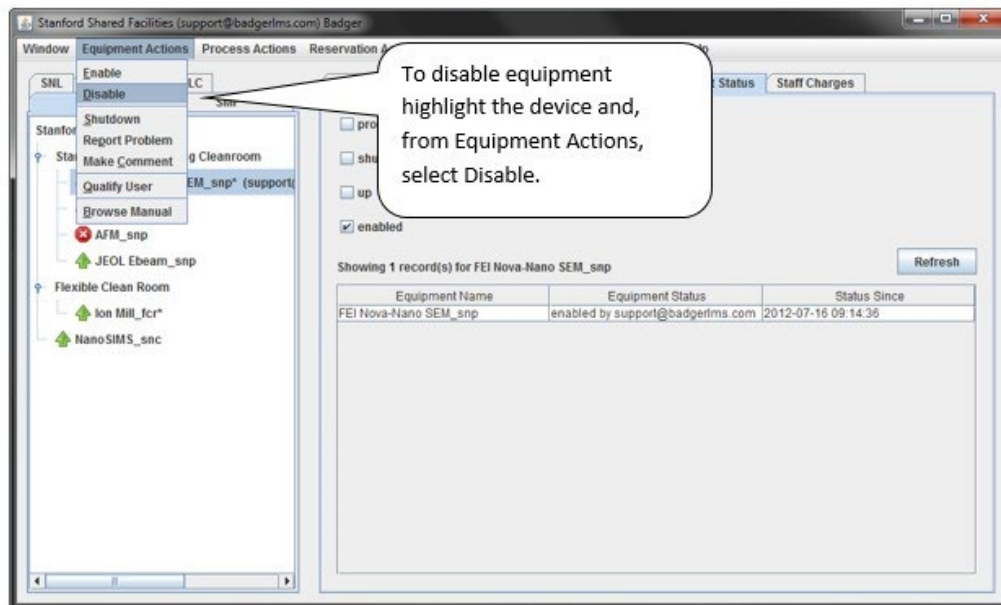 Stanford Shared Facilities (support@badgerlms.com) Badger
Window Equipment Actions Process Actions Reservation
Enable
Disable
Shutdown
Report Problem
Make Comment
Qualify User
Browse Manual
SNL
LC
To disable equipment
highlight the device and,
from Equipment Actions,
select Disable.
Status
Staff Charges
g Cleanroom
EM_snp* (support(
AFM_snp
JEOL Ebeam_snp
Flexible Clean Room
Ion Mill_fcr*
NanoSIMS_snc
pro
shu
up
enabled
Showing 1 record(s) for FEI Nova-Nano SEM_snp
Refresh
Equipment Name Equipment Status Status Since
FEI Nova-Nano SEM_snp enabled by support@badgerlms.com 2012-07-16 09:14:36